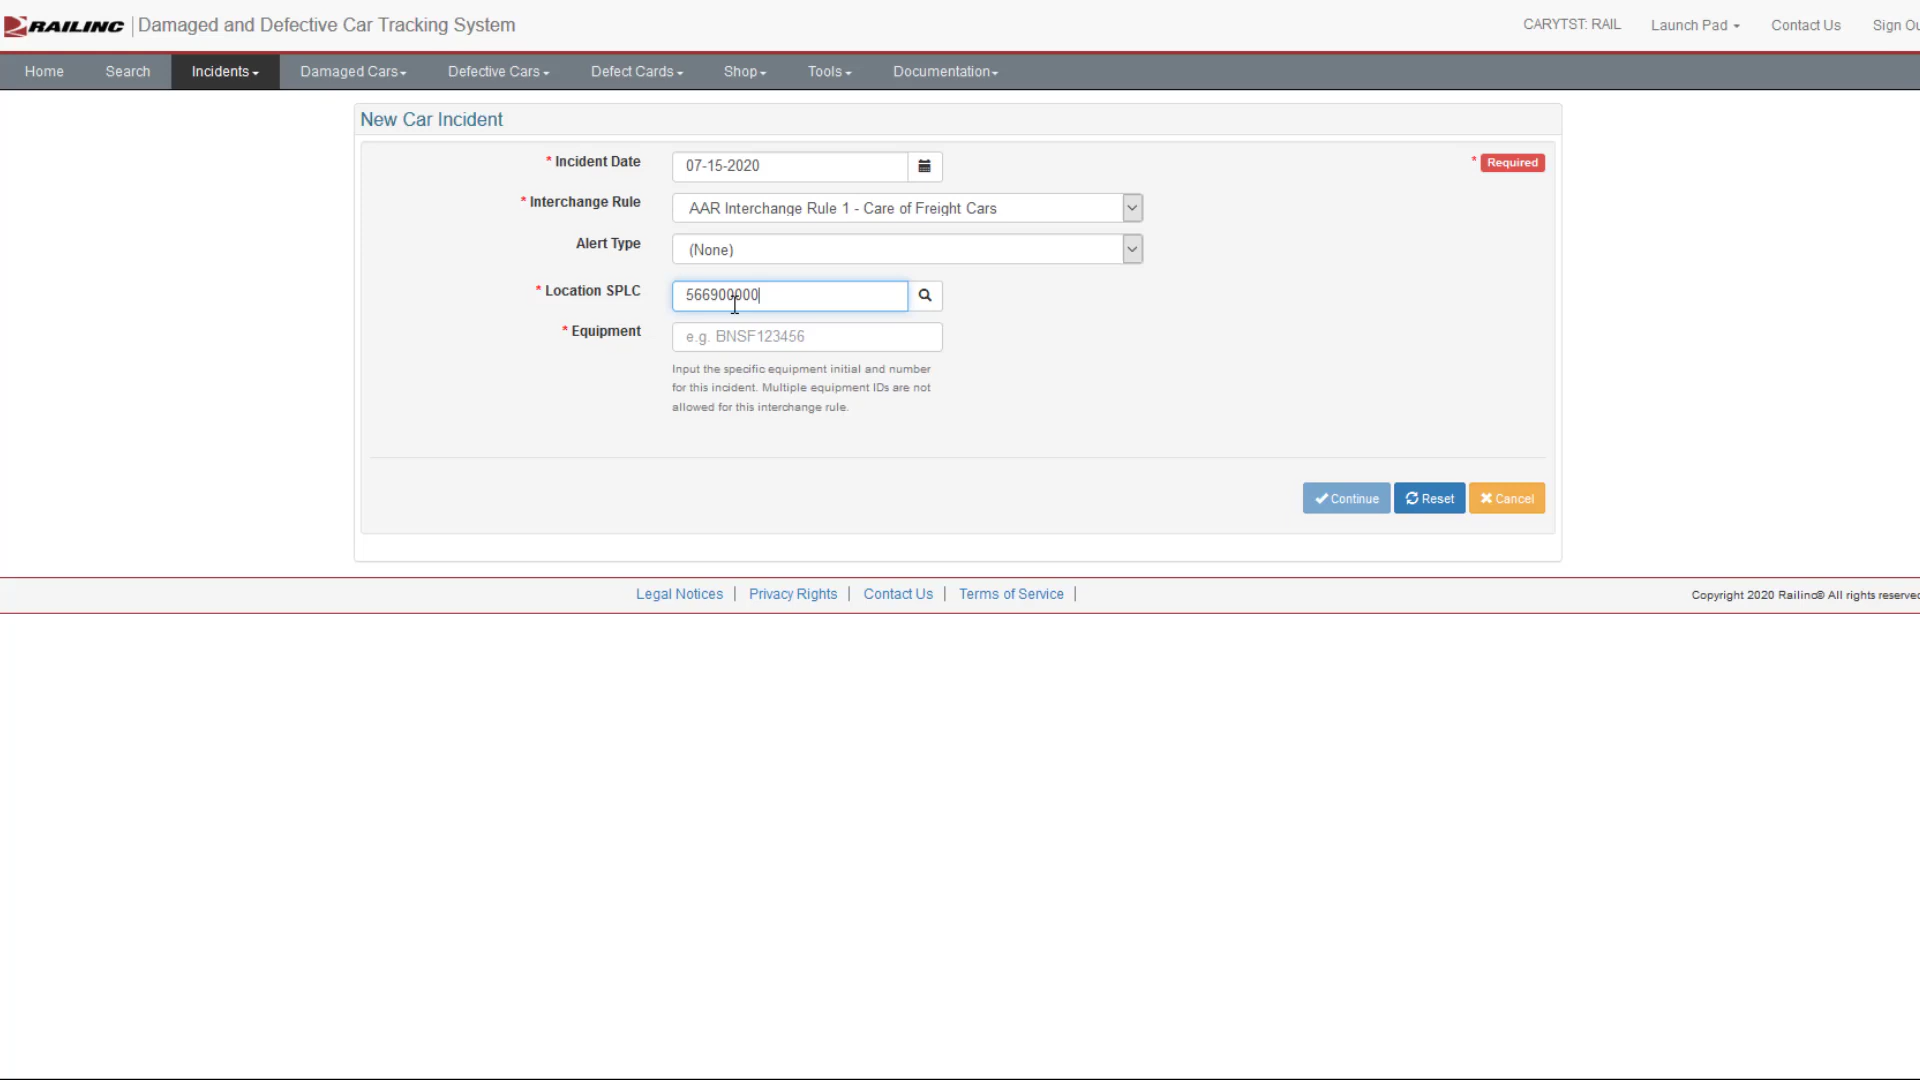 RAILINC Damaged and Defective Car Tracking System
CARYTST: RAIL Launch Pad Contact Us Sign Ou
Home Search Incidents Damaged Cars Defective Cars Defect Cards Shop Tools Documentation
New Car Incident
* Incident Date 07-15-2020 * Required
* Interchange Rule AAR Interchange Rule 1 - Care of Freight Cars
Alert Type (None)
* Location SPLC 566900000
* Equipment e.g. BNSF123456
Input the specific equipment initial and number
for this incident. Multiple equipment IDs are not
allowed for this interchange rule.
Continue Reset Cancel
Legal Notices | Privacy Rights | Contact Us | Terms of Service |
Copyright 2020 Railinc® All rights reserved